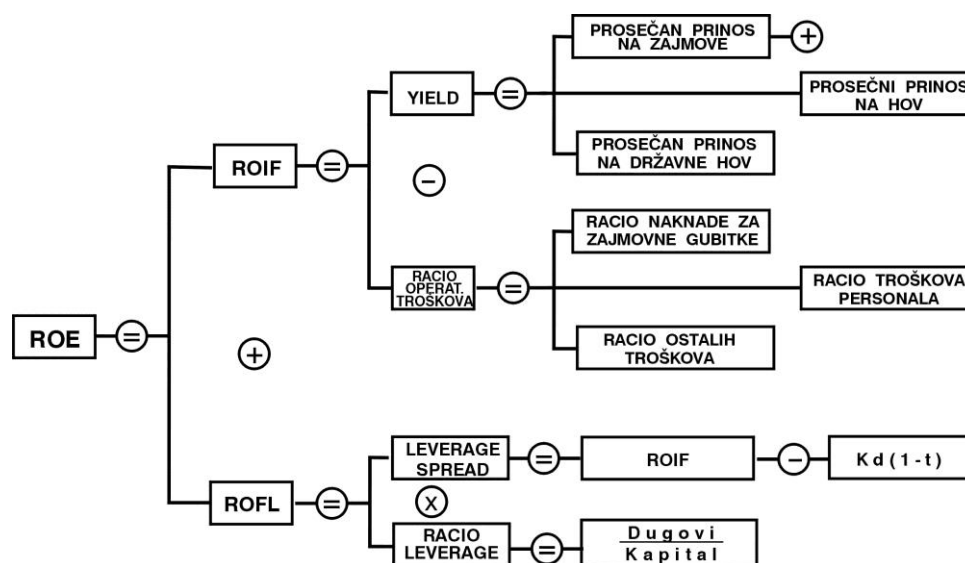 PROSEČAN PRINOS
NA ZAJMOVE
+
YIELD
=
PROSEČNI PRINOS
NA HOV
PROSEČAN PRINOS
NA DRŽAVNE HOV
ROIF
=
−
RACIO NAKNADE ZA
ZAJMOVNE GUBITKE
RACIO
OPERAT.
TROŠKOVA
=
RACIO TROŠKOVA
PERSONALA
RACIO OSTALIH
TROŠKOVA
ROE
=
+
LEVERAGE
SPREAD
=
ROIF
−
Kd(1-t)
ROFL
=
X
RACIO
LEVERAGE
=
Dugovi
Kapital